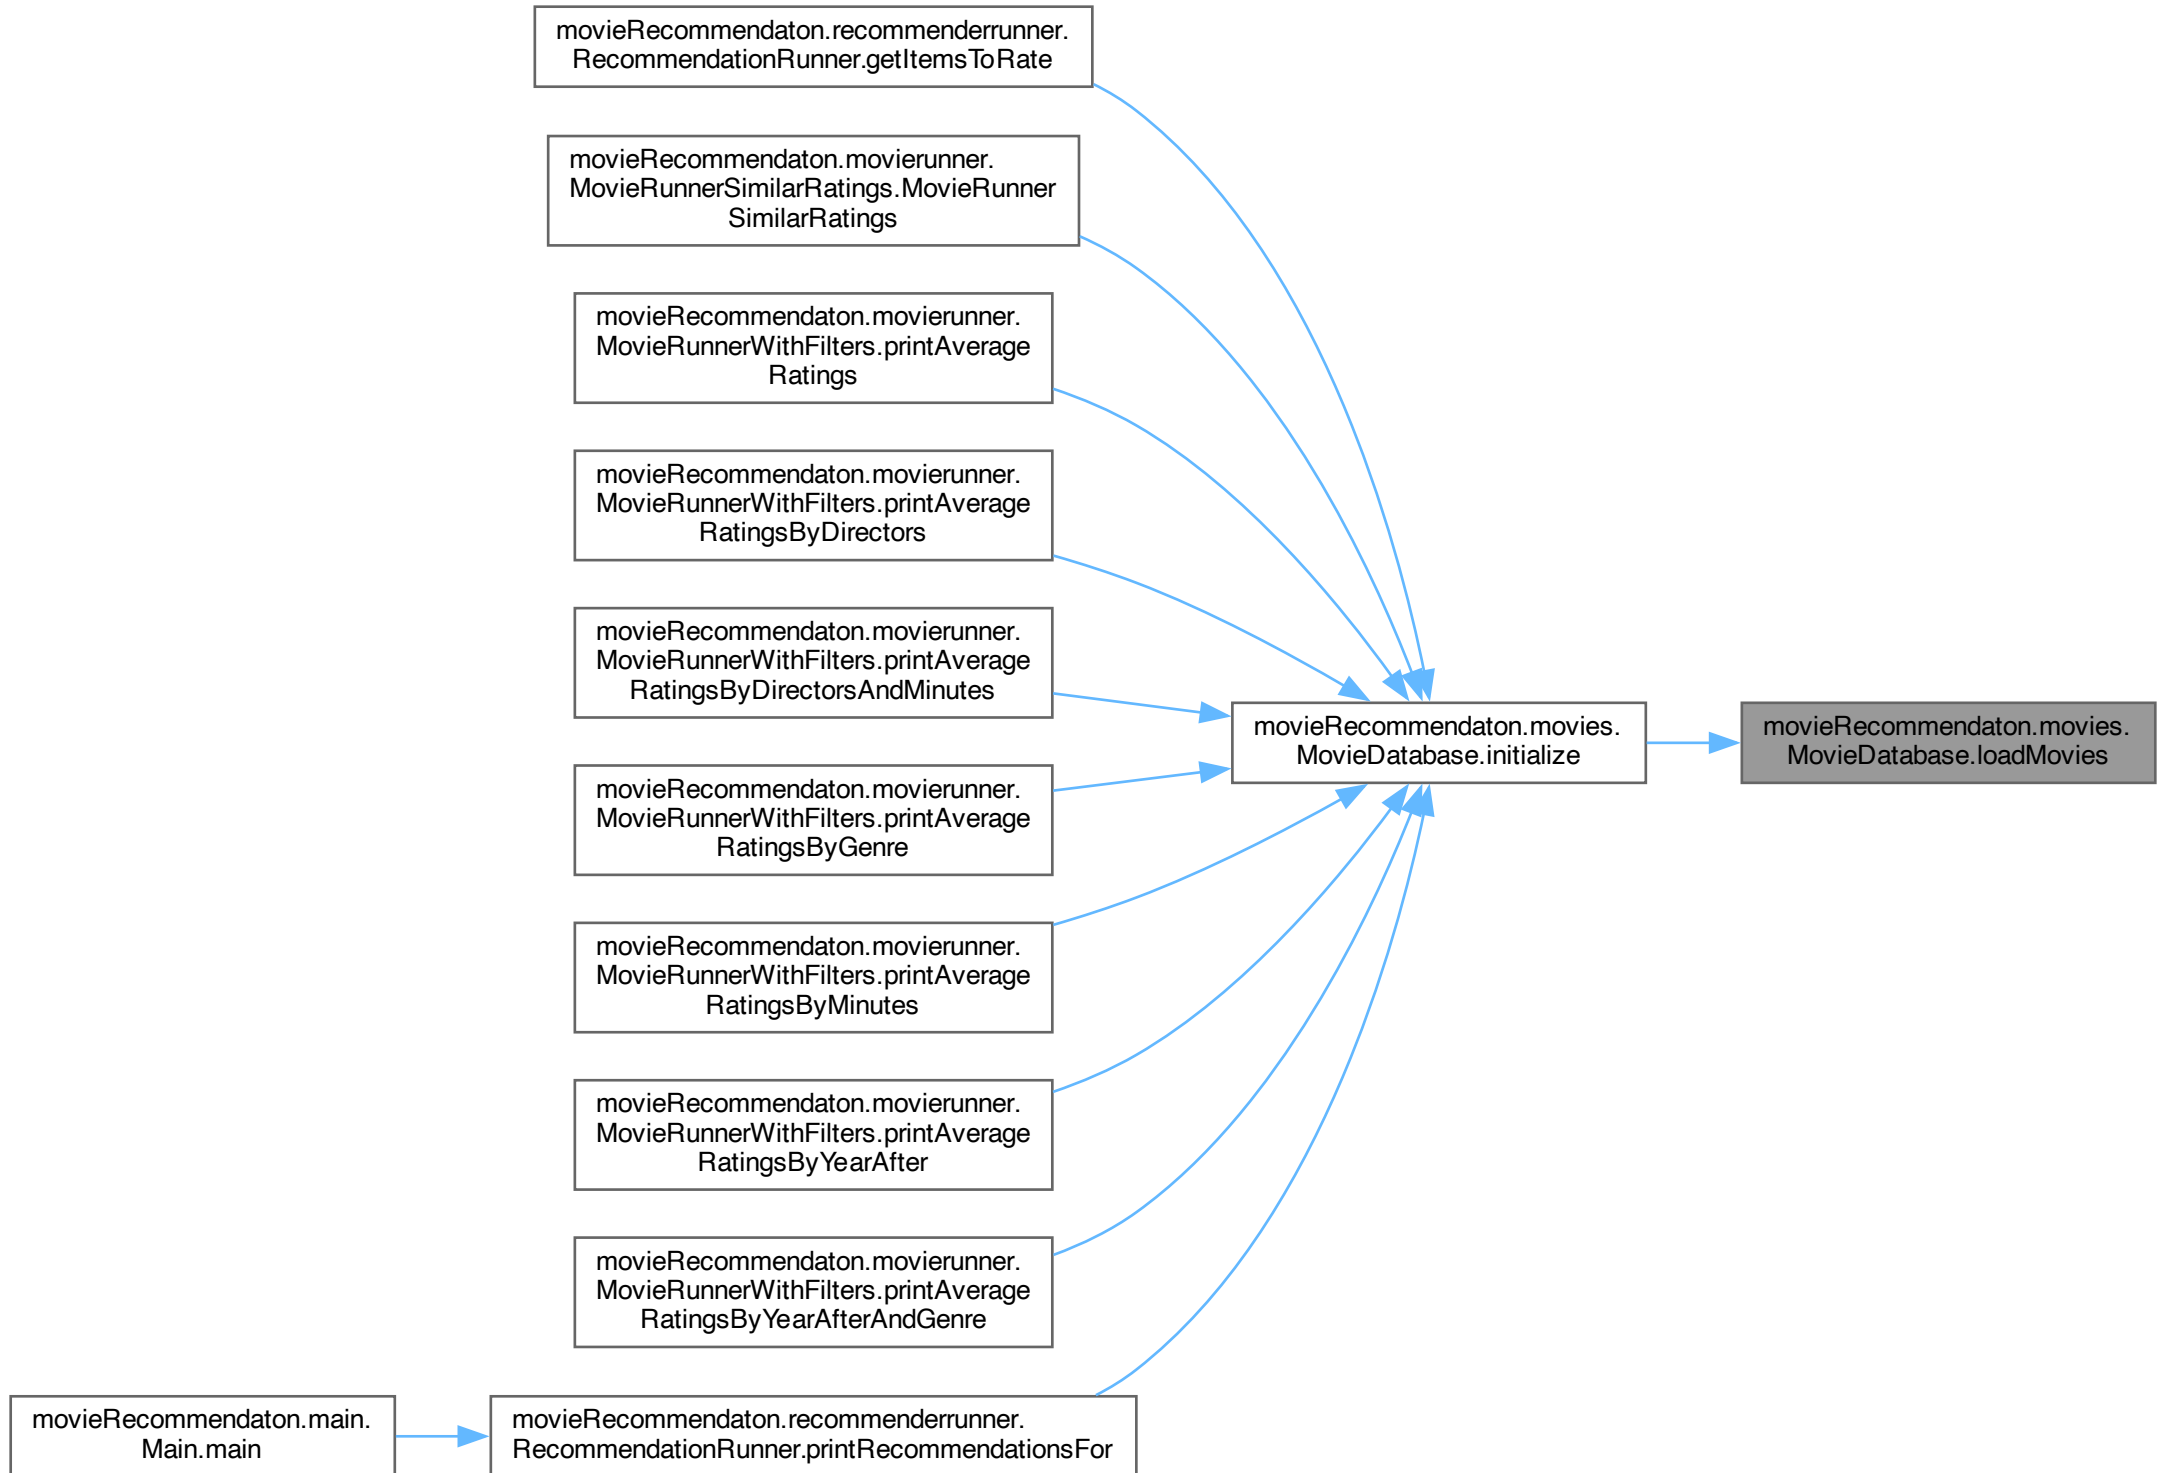 movieRecommendaton.recommenderrunner.
RecommendationRunner.getItemsToRate
movieRecommendaton.movierunner.
MovieRunnerSimilarRatings.MovieRunner
SimilarRatings
movieRecommendaton.movierunner.
MovieRunnerWithFilters.printAverage
Ratings
movieRecommendaton.movierunner.
MovieRunnerWithFilters.printAverage
RatingsByDirectors
movieRecommendaton.movierunner.
MovieRunnerWithFilters.printAverage
RatingsByDirectorsAndMinutes
movieRecommendaton.movies.
MovieDatabase.initialize
movieRecommendaton.movies.
MovieDatabase.loadMovies
movieRecommendaton.movierunner.
MovieRunnerWithFilters.printAverage
RatingsByGenre
movieRecommendaton.movierunner.
MovieRunnerWithFilters.printAverage
RatingsByMinutes
movieRecommendaton.movierunner.
MovieRunnerWithFilters.printAverage
RatingsByYearAfter
movieRecommendaton.movierunner.
MovieRunnerWithFilters.printAverage
RatingsByYearAfterAndGenre
movieRecommendaton.main.
Main.main
movieRecommendaton.recommenderrunner.
RecommendationRunner.printRecommendationsFor